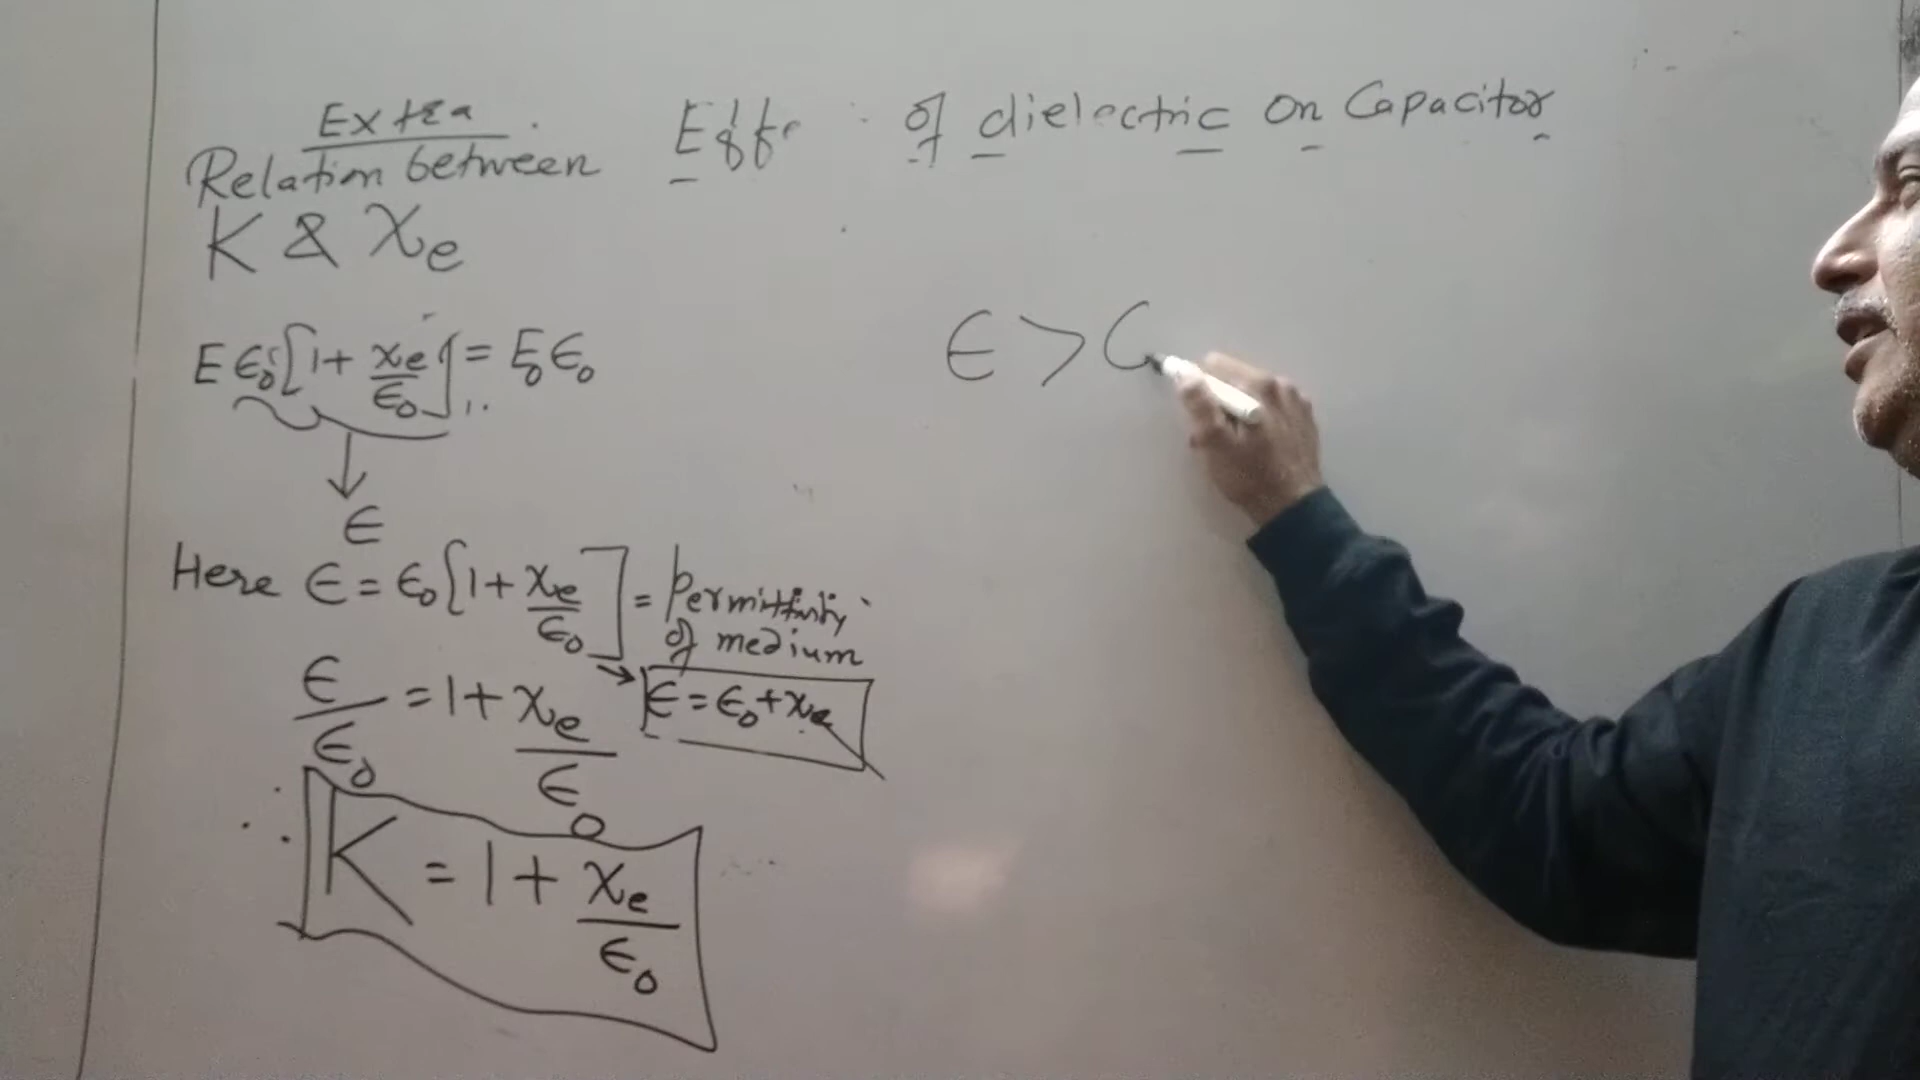 Extra
Relation between
K & χe
Eϵ0[1 + χe/ϵ0] = E0ϵ0
ϵ
Here ϵ = ϵ0[1 + χe/ϵ0] = Permittivity
of medium
ϵ/ϵ0 = 1 + χe/ϵ0
ϵ = ϵ0 + χe
∴ K = 1 + χe/ϵ0
of dielectric on Capacitor
ϵ >